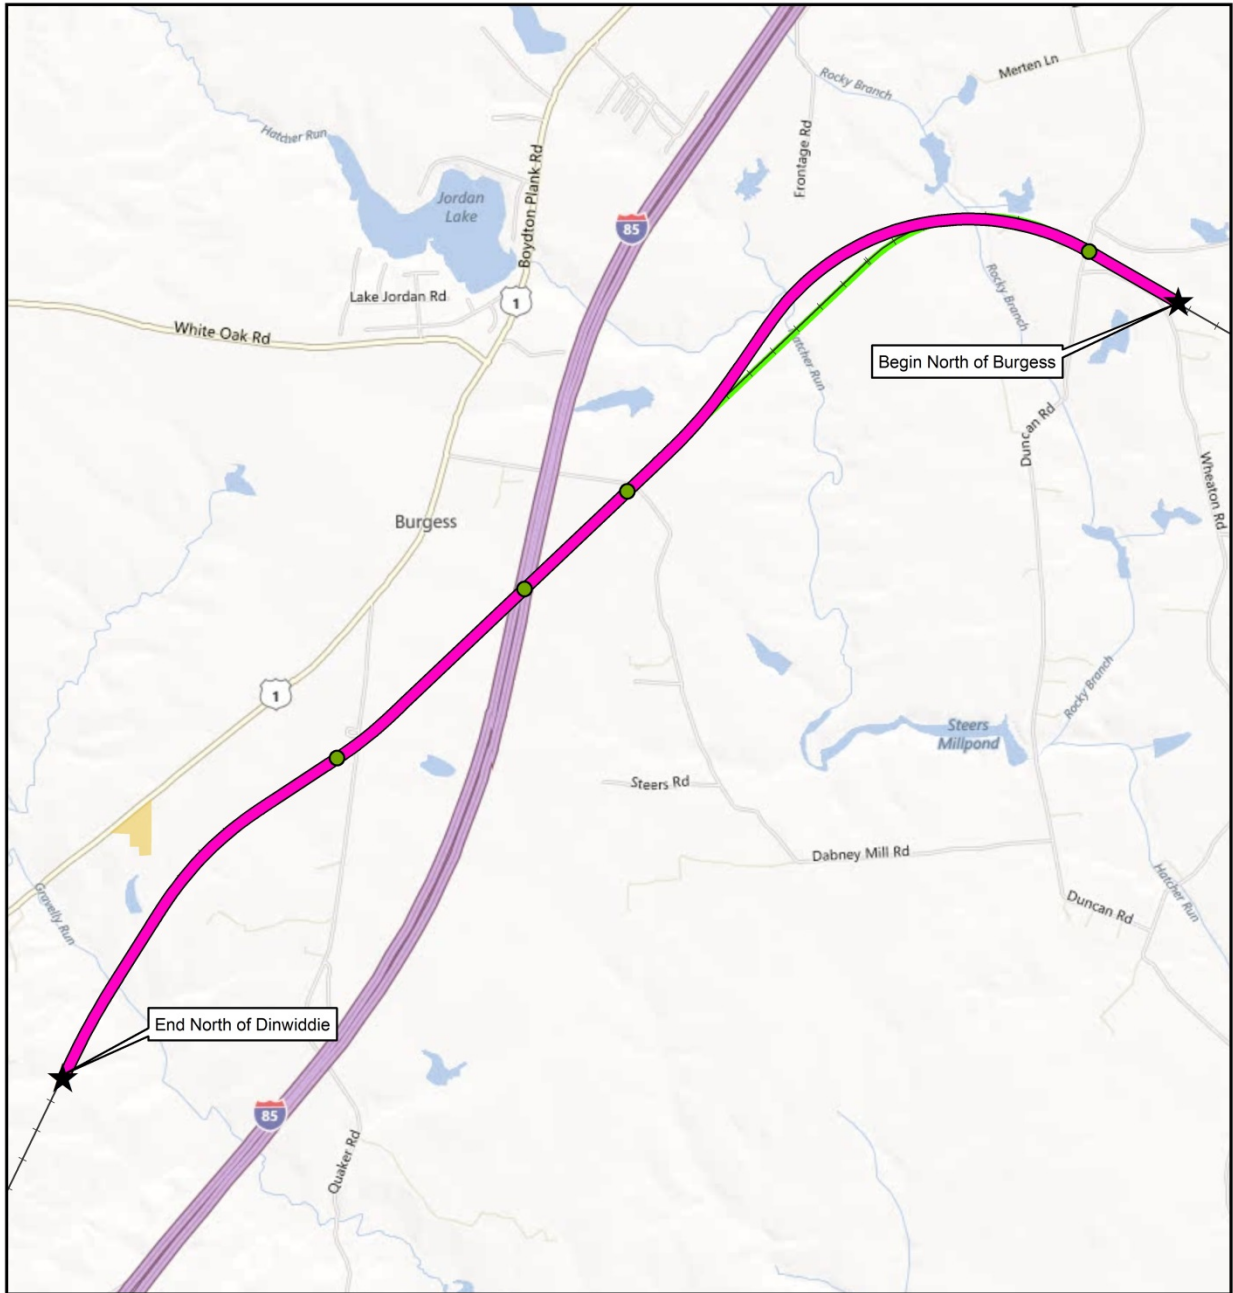 Merten Ln
Rocky Branch
Hatcher Run
Frontage Rd
Boydton Plank Rd
Jordan
Lake
85
Lake Jordan Rd
1
Rocky Branch
White Oak Rd
Hatcher Run
Begin North of Burgess
Duncan Rd
Wheaton Rd
Burgess
1
Rocky Branch
Steers
Millpond
Steers Rd
Dabney Mill Rd
Gravelly Run
Hatcher Run
Duncan Rd
End North of Dinwiddie
85
Quaker Rd